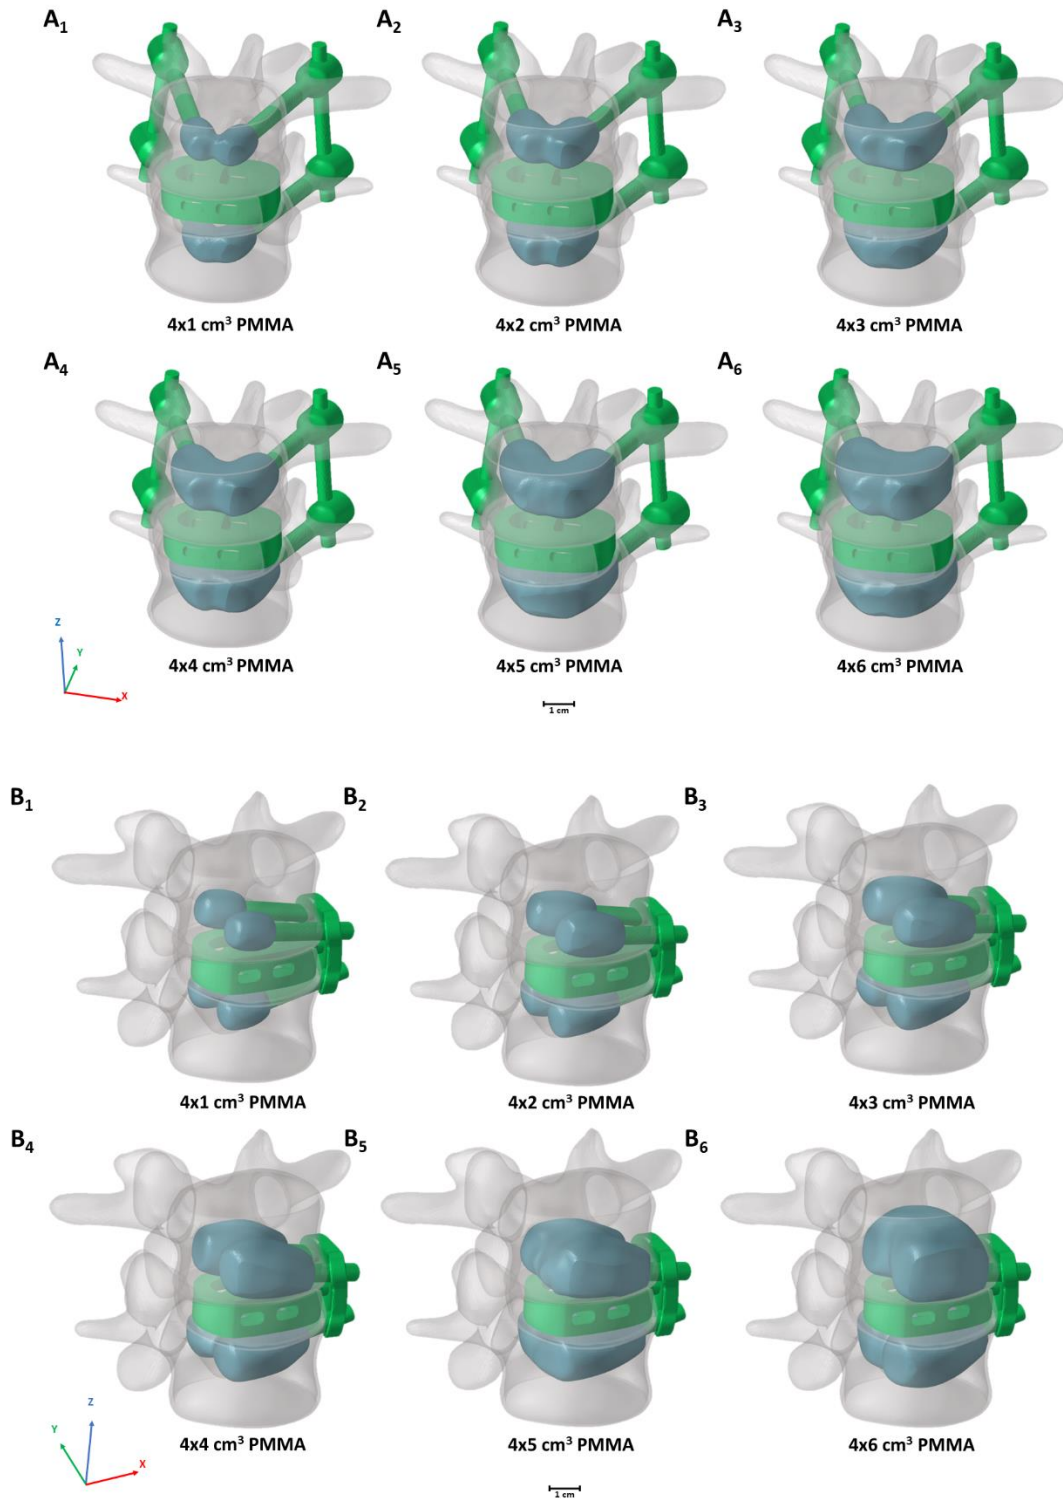 A₁ A₂ A₃
4x1 cm³ PMMA 4x2 cm³ PMMA 4x3 cm³ PMMA
A₄ A₅ A₆
Z
Y
X
4x4 cm³ PMMA 4x5 cm³ PMMA 4x6 cm³ PMMA
1 cm
B₁ B₂ B₃
4x1 cm³ PMMA 4x2 cm³ PMMA 4x3 cm³ PMMA
B₄ B₅ B₆
Z
Y
X
4x4 cm³ PMMA 4x5 cm³ PMMA 4x6 cm³ PMMA
1 cm